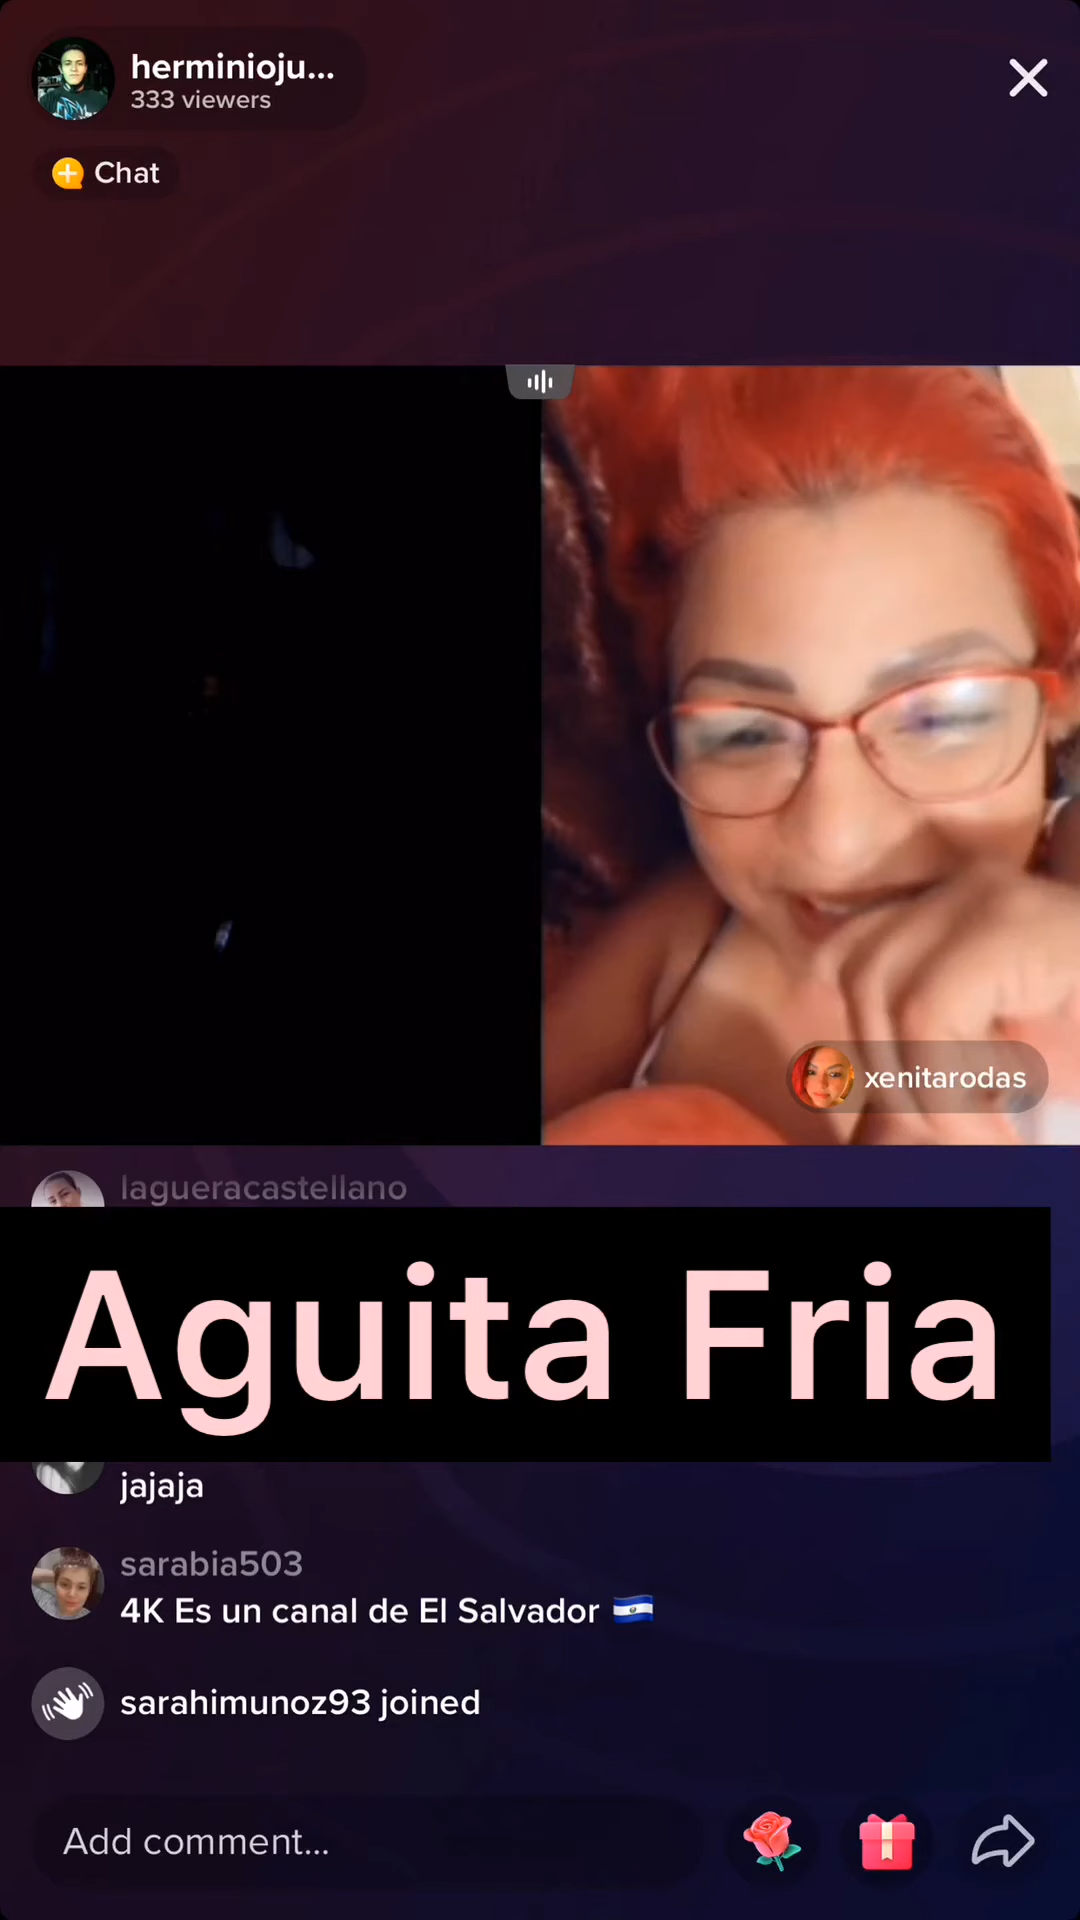 herminioju...
333 viewers
Chat
xenitarodas
lagueracastellano
Aguita Fria
jajaja
sarabia503
4K Es un canal de El Salvador 🇸🇻
sarahimunoz93 joined
Add comment...